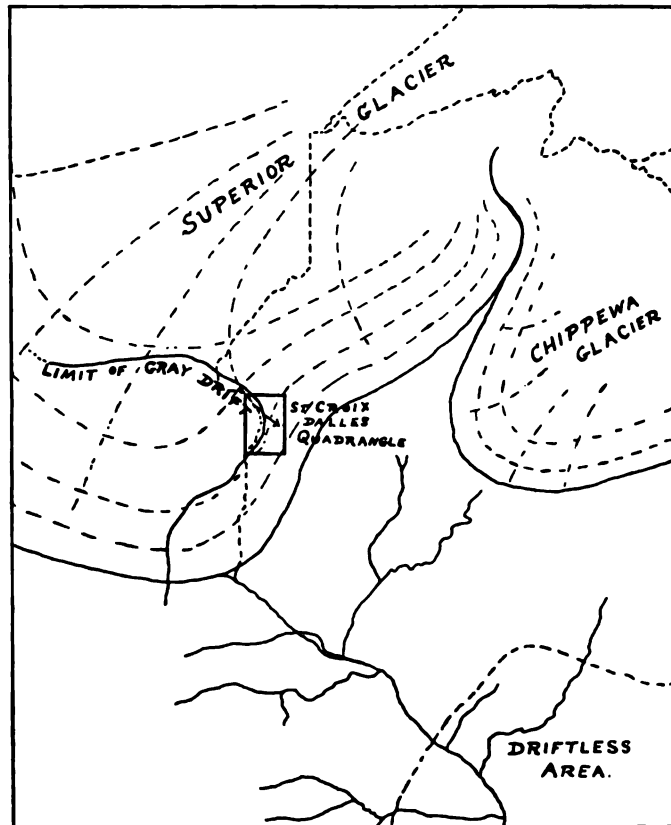 SUPERIOR GLACIER
CHIPPEWA
GLACIER
LIMIT OF GRAY DRIFT
ST CROIX
DALLES
QUADRANGLE
DRIFTLESS
AREA.